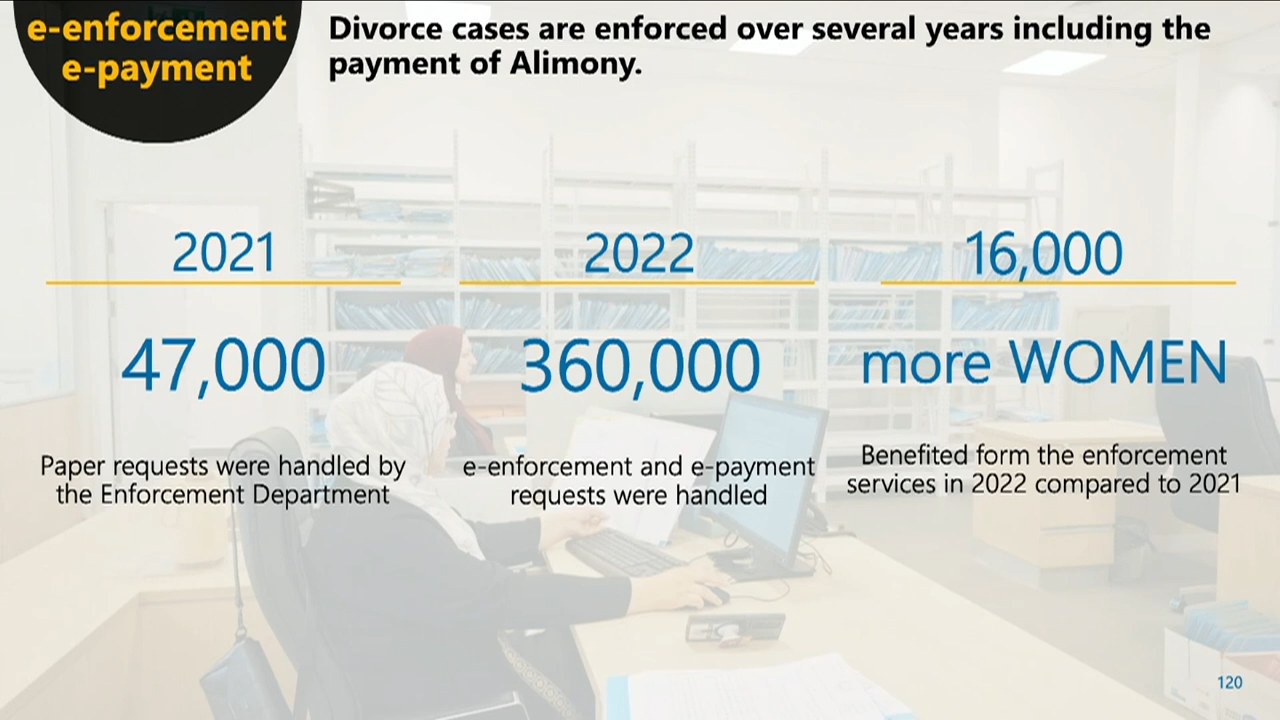 e-enforcement
e-payment
Divorce cases are enforced over several years including the
payment of Alimony.
2021
47,000
Paper requests were handled by
the Enforcement Department
2022
360,000
e-enforcement and e-payment
requests were handled
16,000
more WOMEN
Benefited form the enforcement
services in 2022 compared to 2021
120